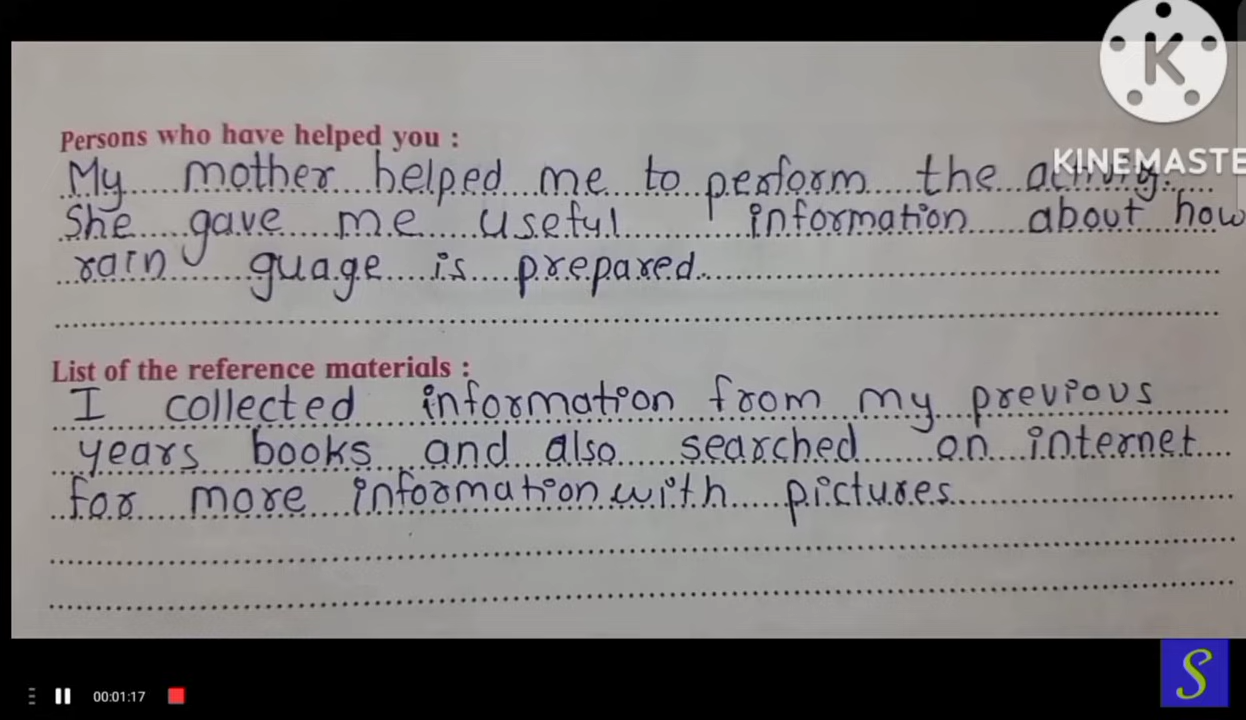 K
KINEMASTE
Persons who have helped you :
My mother helped me to perform the activity.
She gave me useful information about how
rain guage is prepared.
List of the reference materials :
I collected information from my previous
years books and also searched on internet
for more information with pictures.
00:01:17
S